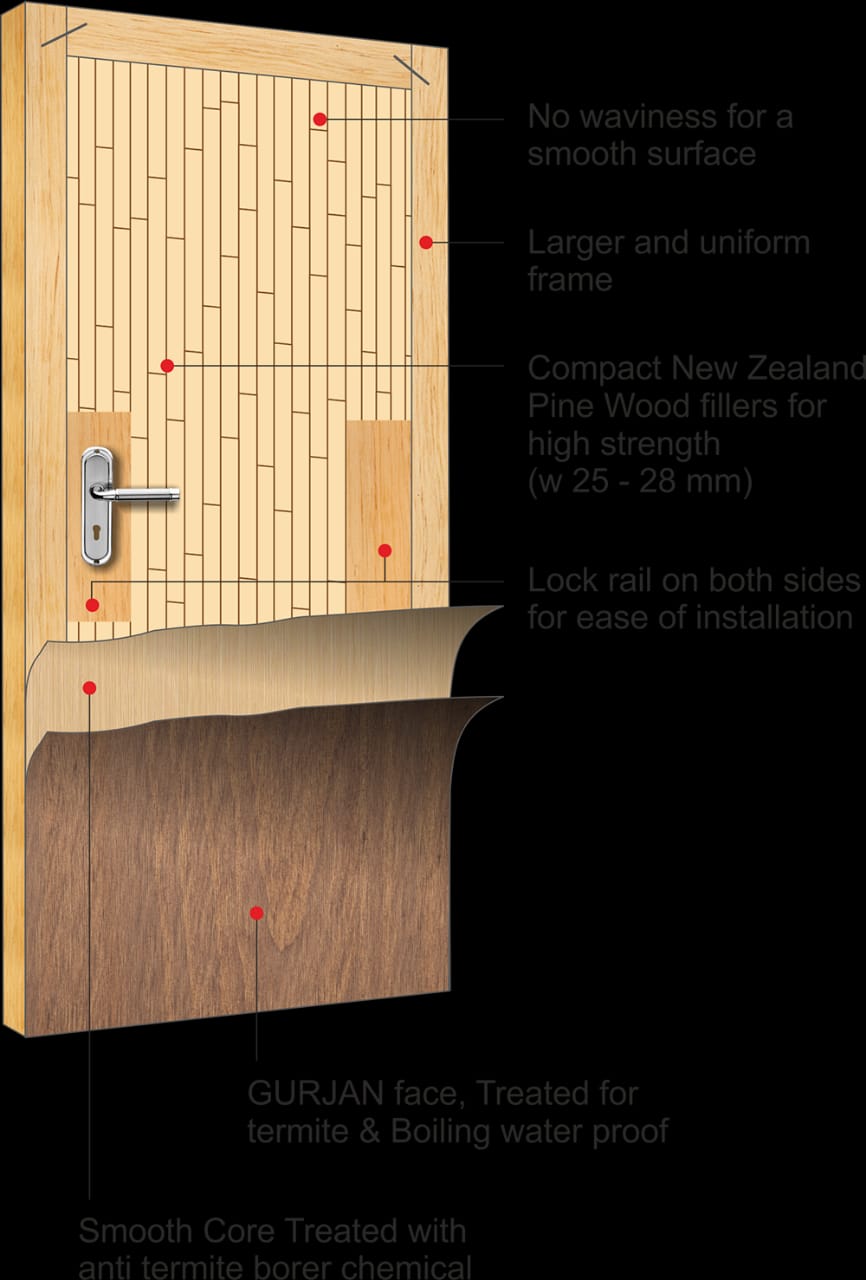 No waviness for a
smooth surface
Larger and uniform
frame
Compact New Zealand
Pine Wood fillers for
high strength
(w 25 - 28 mm)
Lock rail on both sides
for ease of installation
GURJAN face, Treated for
termite & Boiling water proof
Smooth Core Treated with
anti termite borer chemical